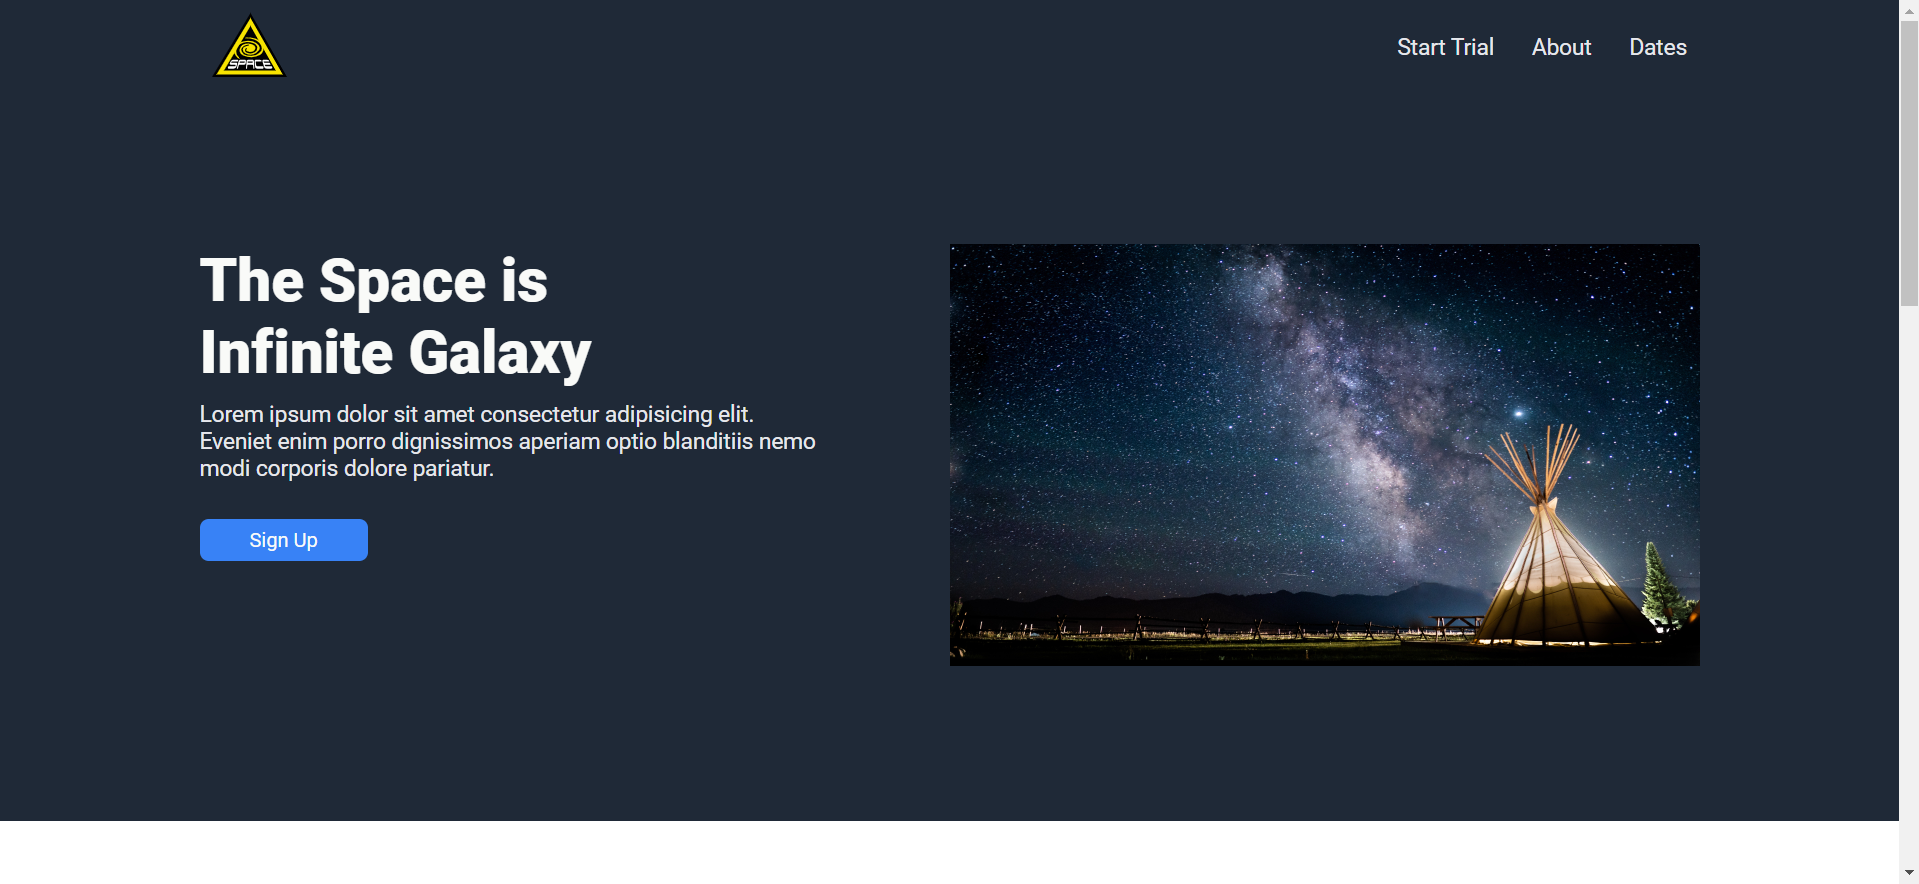 SPACE
Start Trial
About
Dates
The Space is
Infinite Galaxy
Lorem ipsum dolor sit amet consectetur adipisicing elit.
Eveniet enim porro dignissimos aperiam optio blanditiis nemo
modi corporis dolore pariatur.
Sign Up